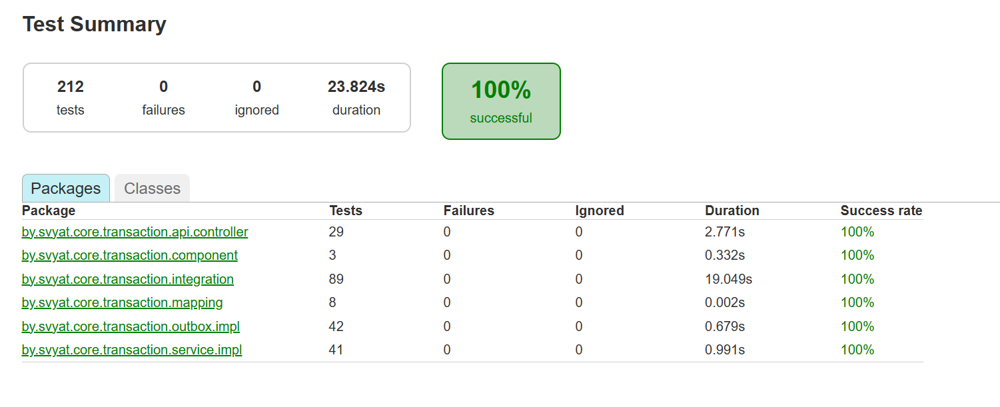 Test Summary
212 0 0 23.824s
tests failures ignored duration
100%
successful
Packages Classes
Package Tests Failures Ignored Duration Success rate
by.svyat.core.transaction.api.controller 29 0 0 2.771s 100%
by.svyat.core.transaction.component 3 0 0 0.332s 100%
by.svyat.core.transaction.integration 89 0 0 19.049s 100%
by.svyat.core.transaction.mapping 8 0 0 0.002s 100%
by.svyat.core.transaction.outbox.impl 42 0 0 0.679s 100%
by.svyat.core.transaction.service.impl 41 0 0 0.991s 100%